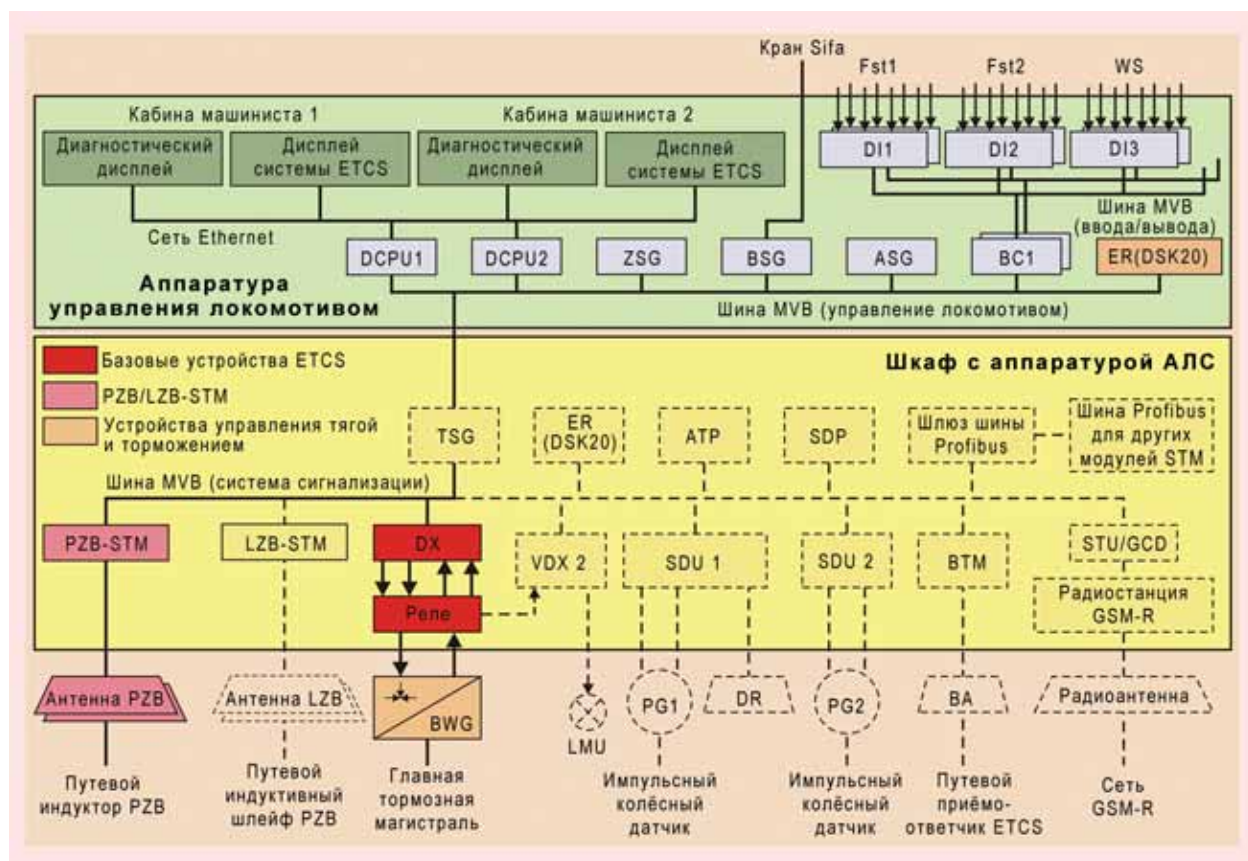 Кран Sifa
Fst1
Fst2
WS
Кабина машиниста 1
Кабина машиниста 2
Диагностический
дисплей
Дисплей
системы ETCS
Диагностический
дисплей
Дисплей
системы ETCS
DI1
DI2
DI3
Сеть Ethernet
Шина MVB
(ввода/вывода)
DCPU1
DCPU2
ZSG
BSG
ASG
BC1
ER(DSK20)
Аппаратура
управления локомотивом
Шина MVB (управление локомотивом)
Базовые устройства ETCS
PZB/LZB-STM
Устройства управления тягой
и торможением
Шкаф с аппаратурой АЛС
TSG
ER
(DSK20)
ATP
SDP
Шлюз шины
Profibus
Шина Profibus
для других
модулей STM
Шина MVB (система сигнализации)
PZB-STM
LZB-STM
DX
VDX 2
SDU 1
SDU 2
BTM
STU/GCD
Реле
Радиостанция
GSM-R
Антенна PZB
Антенна LZB
BWG
LMU
PG1
DR
PG2
BA
Радиоантенна
Путевой
индуктор PZB
Путевой
индуктивный
шлейф PZB
Главная
тормозная
магистраль
Импульсный
колёсный
датчик
Импульсный
колёсный
датчик
Путевой
приёмо-
ответчик ETCS
Сеть
GSM-R